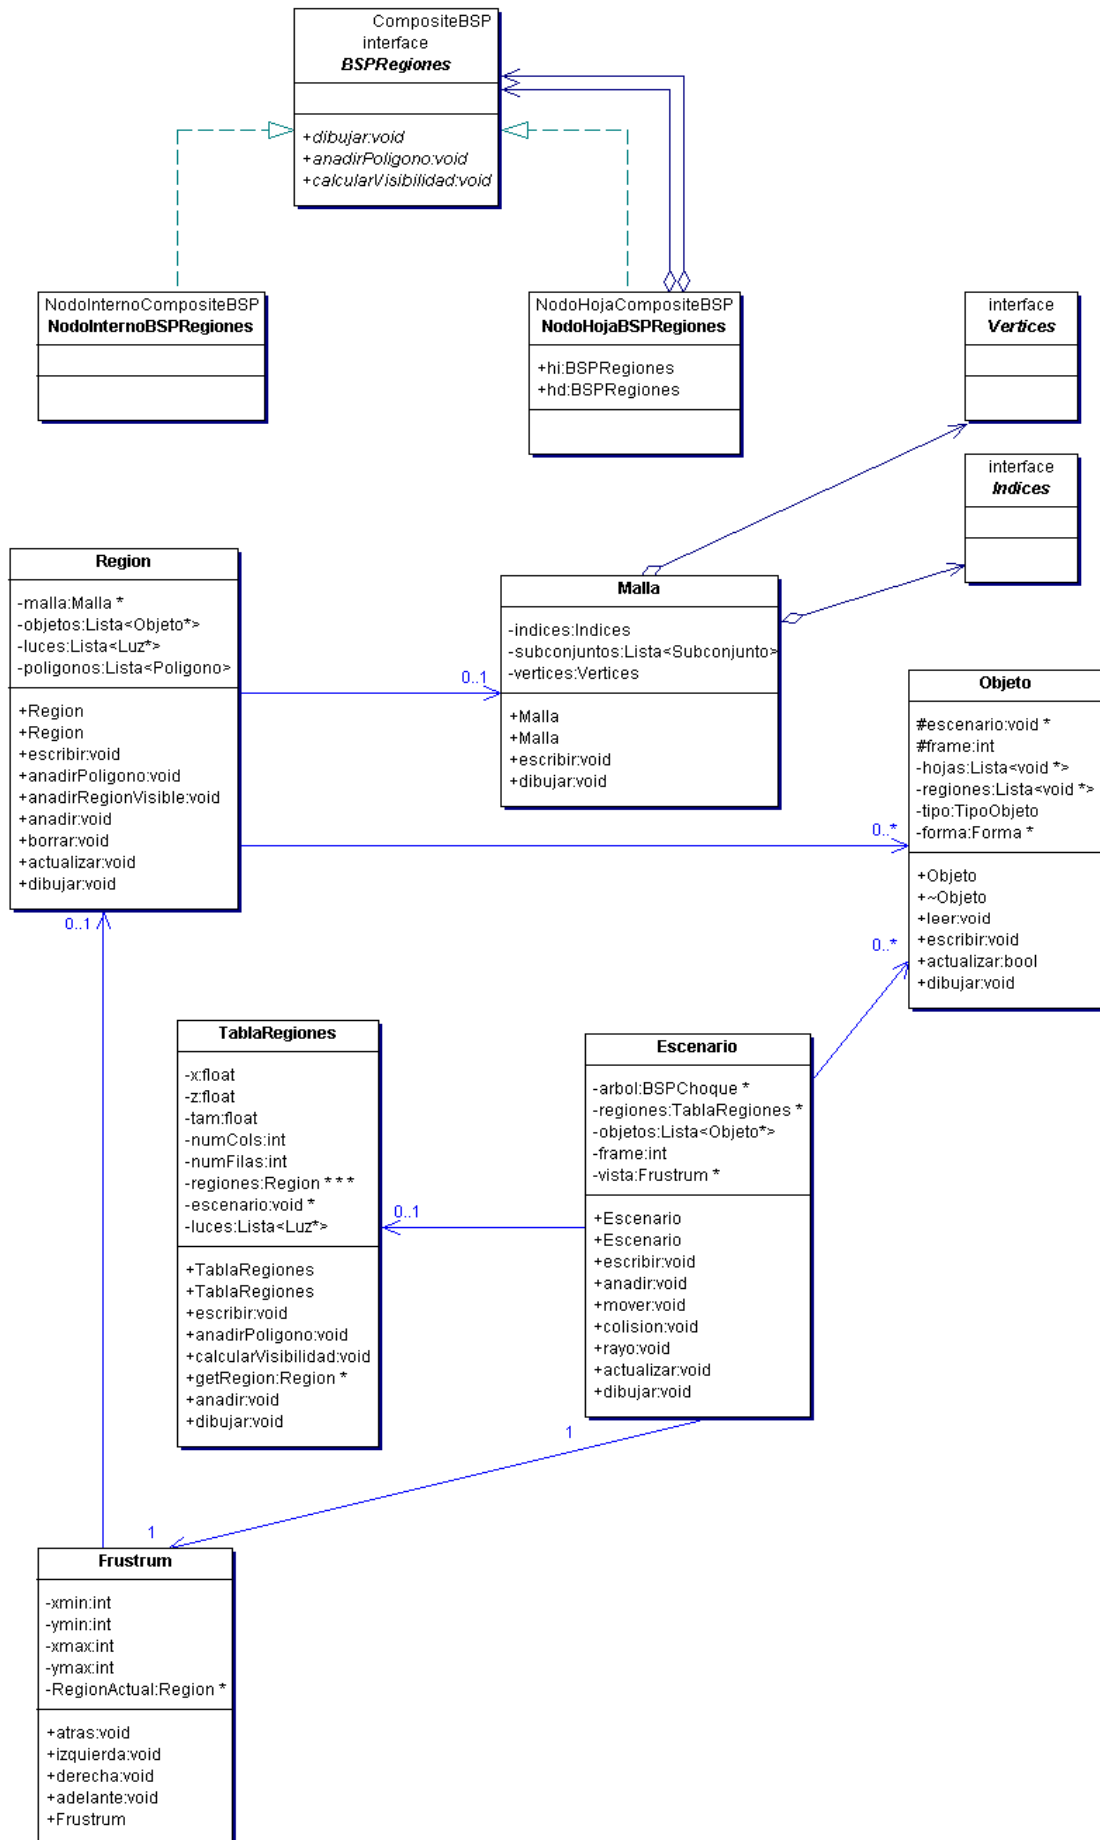 CompositeBSP
interface
BSPRegiones
+dibujar:void
+anadirPoligono:void
+calcularVisibilidad:void
NodoInternoCompositeBSP
NodoInternoBSPRegiones
NodoHojaCompositeBSP
NodoHojaBSPRegiones
+hi:BSPRegiones
+hd:BSPRegiones
interface
Vertices
interface
Indices
Region
-malla:Malla *
-objetos:Lista<Objeto*>
-luces:Lista<Luz*>
-poligonos:Lista<Poligono>
+Region
+Region
+escribir:void
+anadirPoligono:void
+anadirRegionVisible:void
+anadir:void
+borrar:void
+actualizar:void
+dibujar:void
0..1
Malla
-indices:Indices
-subconjuntos:Lista<Subconjunto>
-vertices:Vertices
+Malla
+Malla
+escribir:void
+dibujar:void
0..*
Objeto
#escenario:void *
#frame:int
-hojas:Lista<void *>
-regiones:Lista<void *>
-tipo:TipoObjeto
-forma:Forma *
+Objeto
+~Objeto
+leer:void
+escribir:void
+actualizar:bool
+dibujar:void
0..1
0..*
TablaRegiones
-x:float
-z:float
-tam:float
-numCols:int
-numFilas:int
-regiones:Region * * *
-escenario:void *
-luces:Lista<Luz*>
+TablaRegiones
+TablaRegiones
+escribir:void
+anadirPoligono:void
+calcularVisibilidad:void
+getRegion:Region *
+anadir:void
+dibujar:void
0..1
Escenario
-arbol:BSPChoque *
-regiones:TablaRegiones *
-objetos:Lista<Objeto*>
-frame:int
-vista:Frustrum *
+Escenario
+Escenario
+escribir:void
+anadir:void
+mover:void
+colision:void
+rayo:void
+actualizar:void
+dibujar:void
1
1
Frustrum
-xmin:int
-ymin:int
-xmax:int
-ymax:int
-RegionActual:Region *
+atras:void
+izquierda:void
+derecha:void
+adelante:void
+Frustrum